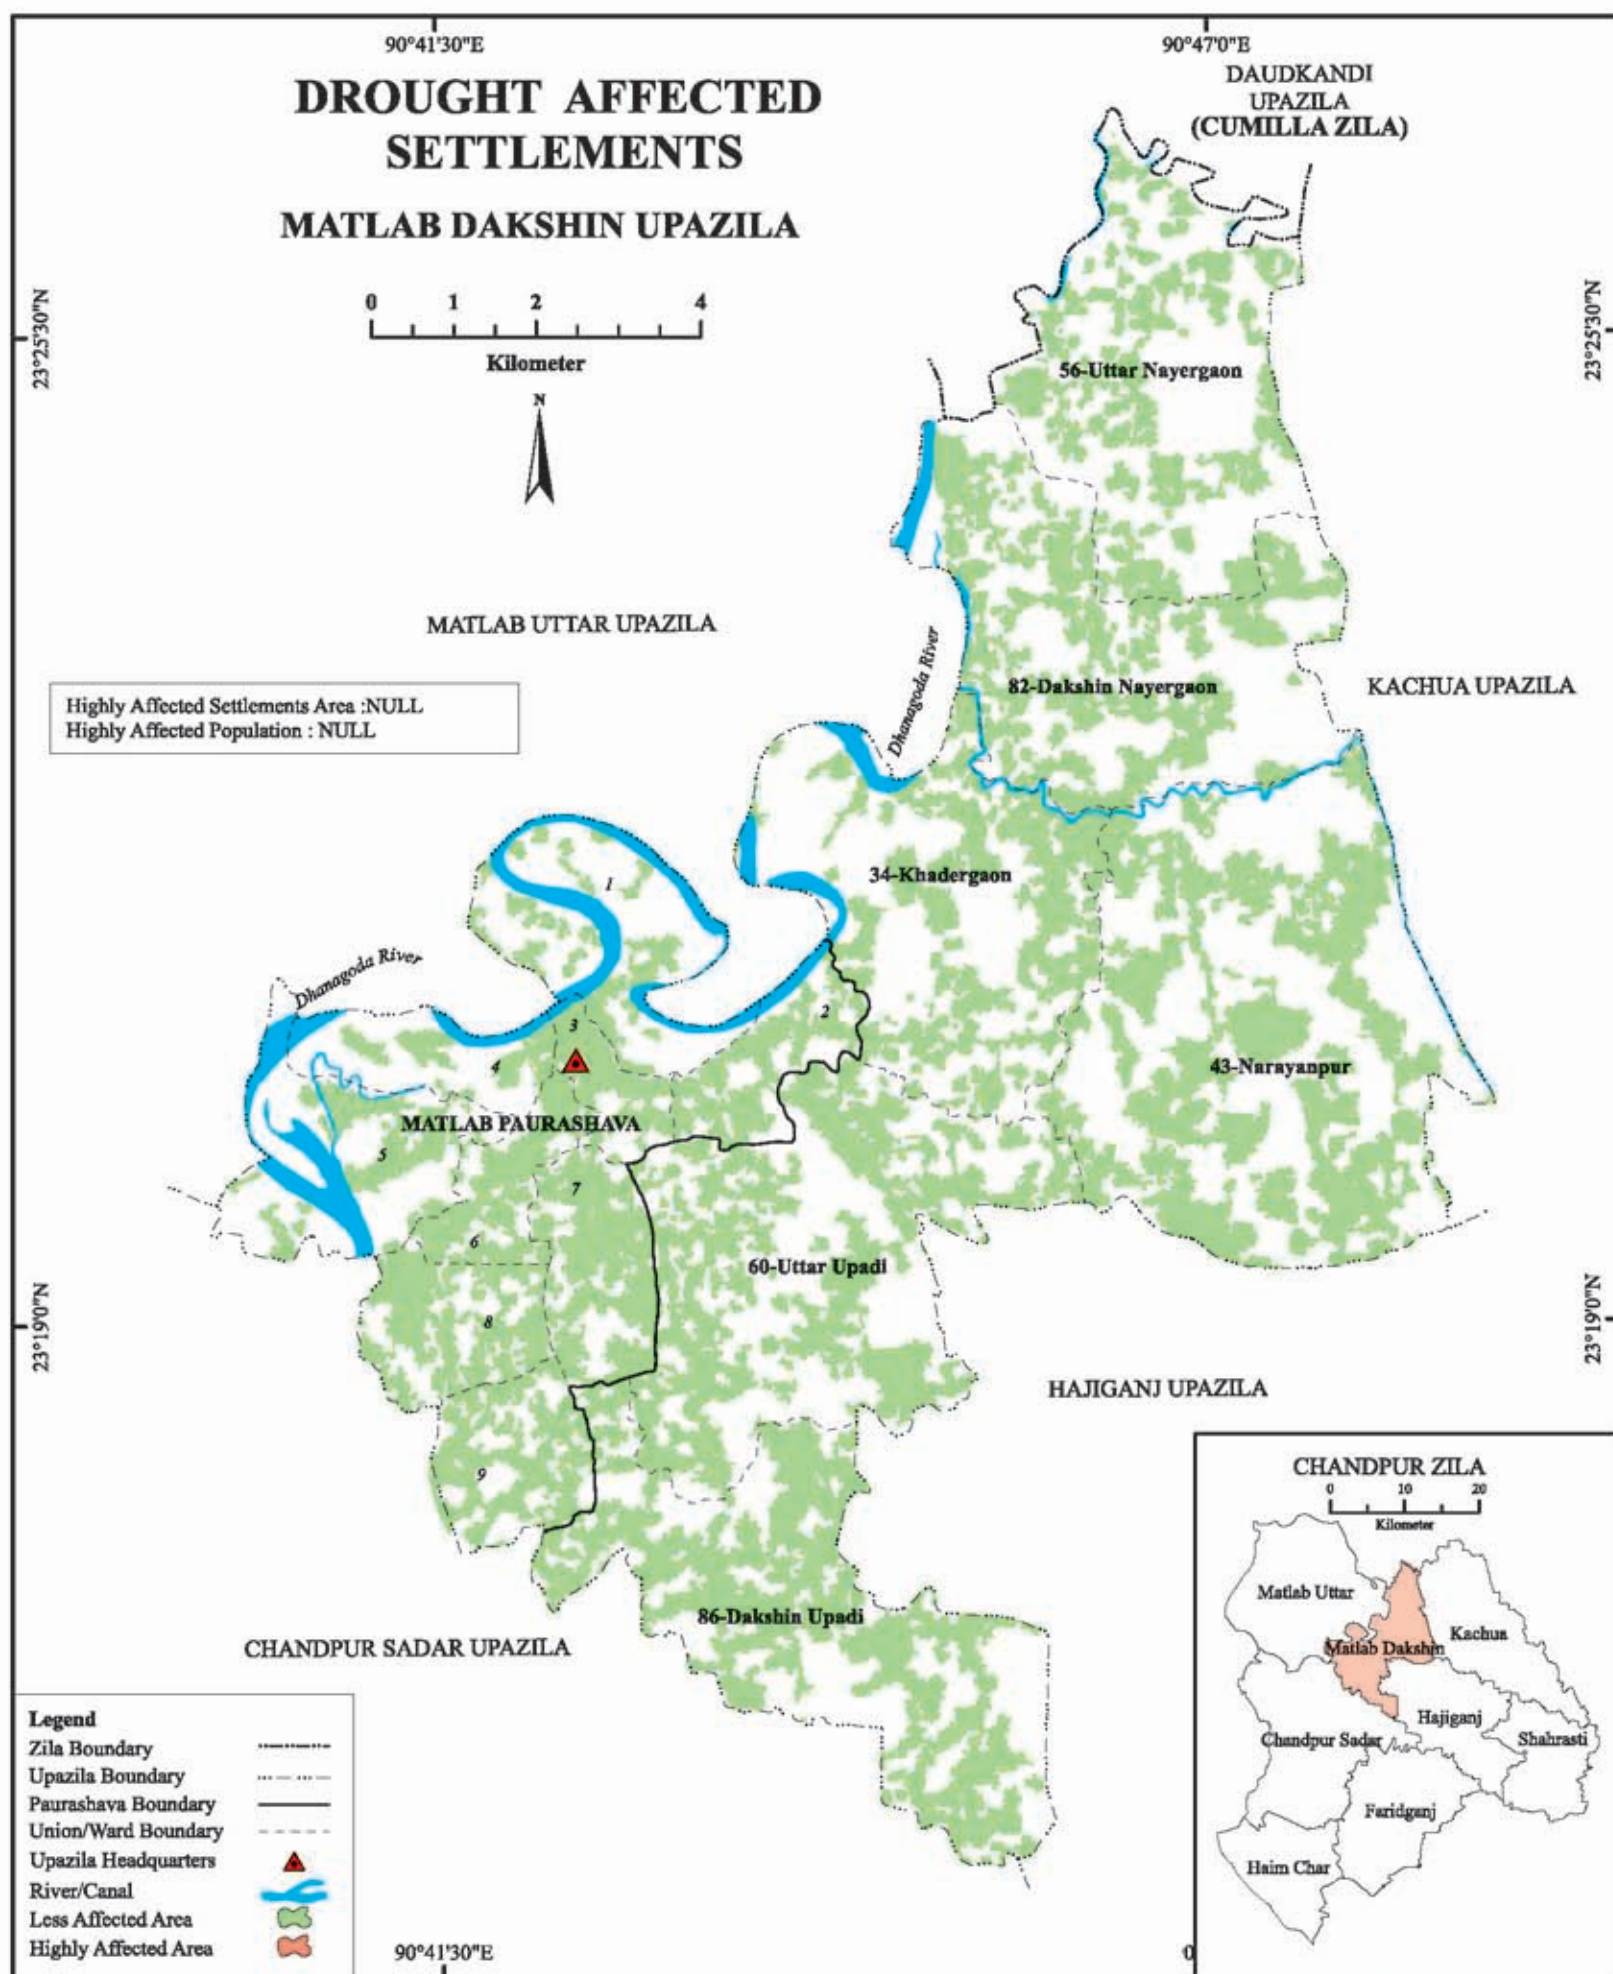 90°41'30"E
90°47'0"E
DROUGHT AFFECTED
SETTLEMENTS
MATLAB DAKSHIN UPAZILA
DAUDKANDI
UPAZILA
(CUMILLA ZILA)
0 1 2 4
Kilometer
N
23°25'30"N
23°25'30"N
56-Uttar Nayergaon
MATLAB UTTAR UPAZILA
Dhanagoda River
82-Dakshin Nayergaon
KACHUA UPAZILA
Highly Affected Settlements Area :NULL
Highly Affected Population : NULL
34-Khadergaon
1
Dhanagoda River
2
3
4
43-Narayanpur
MATLAB PAURASHAVA
5
7
6
60-Uttar Upadi
8
23°19'0"N
23°19'0"N
HAJIGANJ UPAZILA
9
86-Dakshin Upadi
CHANDPUR SADAR UPAZILA
CHANDPUR ZILA
0 10 20
Kilometer
Matlab Uttar
Kachua
Matlab Dakshin
Hajiganj
Chandpur Sadar
Shahrasti
Faridganj
Haim Char
Legend
Zila Boundary
Upazila Boundary
Paurashava Boundary
Union/Ward Boundary
Upazila Headquarters
River/Canal
Less Affected Area
Highly Affected Area
90°41'30"E
0